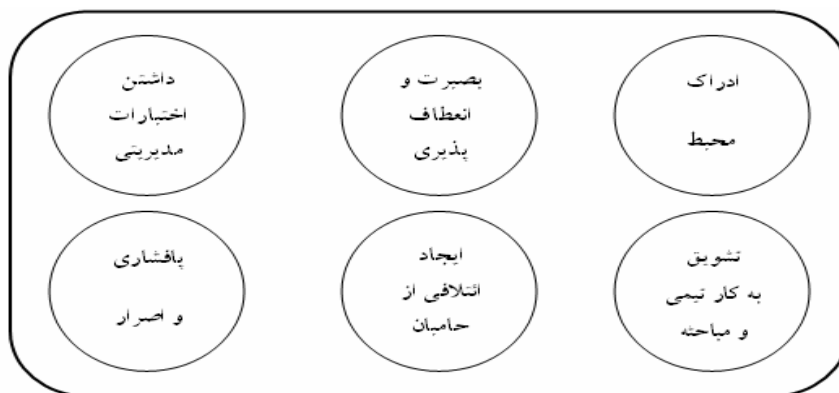 ادراک
محیط
بصیرت و
انعطاف
پذیری
داشتن
اختیارات
مدیریتی
تشویق
به کار تیمی
و مباحثه
ایجاد
ائتلافی از
حامیان
پافشاری
و اصرار